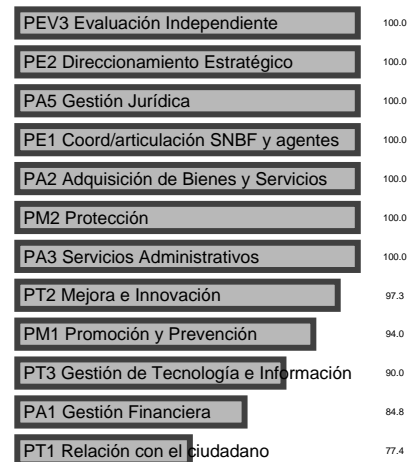 PEV3 Evaluación Independiente 100.0
PE2 Direccionamiento Estratégico 100.0
PA5 Gestión Jurídica 100.0
PE1 Coord/articulación SNBF y agentes 100.0
PA2 Adquisición de Bienes y Servicios 100.0
PM2 Protección 100.0
PA3 Servicios Administrativos 100.0
PT2 Mejora e Innovación 97.3
PM1 Promoción y Prevención 94.0
PT3 Gestión de Tecnología e Información 90.0
PA1 Gestión Financiera 84.8
PT1 Relación con el ciudadano 77.4